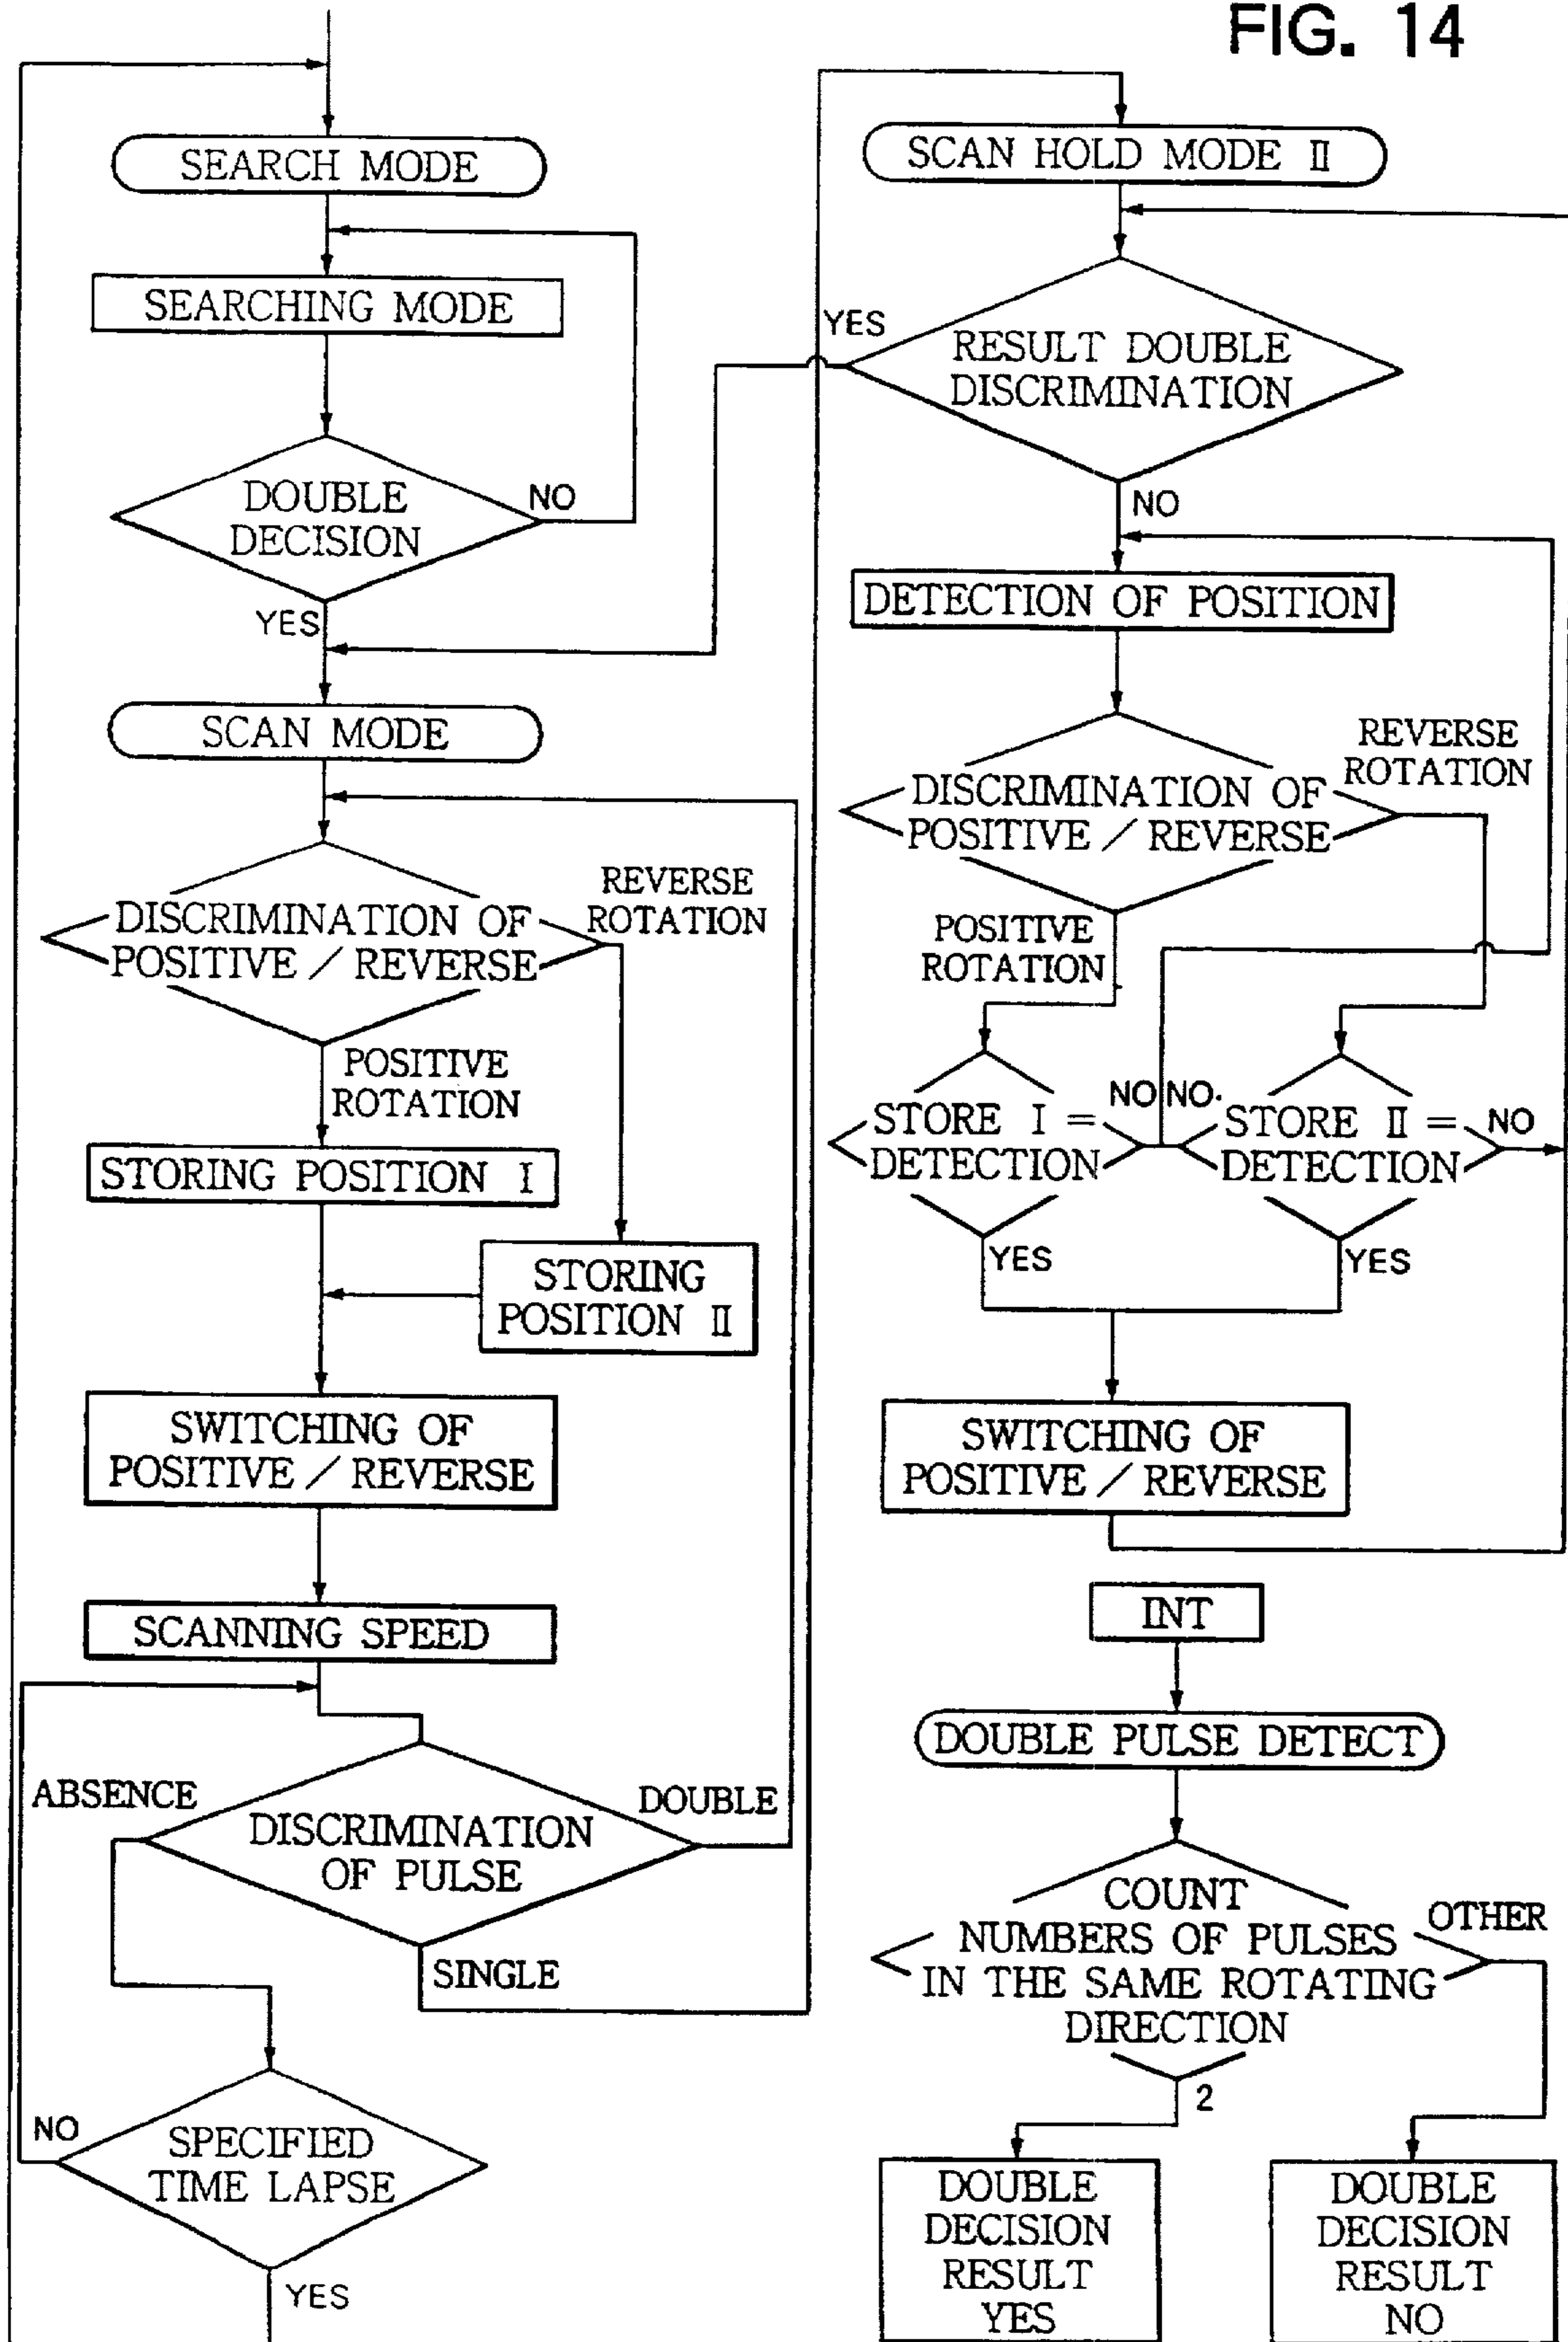 FIG. 14
SEARCH MODE
SEARCHING MODE
DOUBLE
DECISION
NO
YES
SCAN MODE
DISCRIMINATION OF
POSITIVE / REVERSE
REVERSE
ROTATION
POSITIVE
ROTATION
STORING POSITION I
STORING
POSITION II
SWITCHING OF
POSITIVE / REVERSE
SCANNING SPEED
ABSENCE
DOUBLE
DISCRIMINATION
OF PULSE
SINGLE
NO
SPECIFIED
TIME LAPSE
YES
SCAN HOLD MODE II
YES
RESULT DOUBLE
DISCRIMINATION
NO
DETECTION OF POSITION
REVERSE
ROTATION
DISCRIMINATION OF
POSITIVE / REVERSE
POSITIVE
ROTATION
STORE I =
DETECTION
NO
NO
STORE II =
DETECTION
NO
YES
YES
SWITCHING OF
POSITIVE / REVERSE
INT
DOUBLE PULSE DETECT
COUNT
NUMBERS OF PULSES
IN THE SAME ROTATING
DIRECTION
OTHER
2
DOUBLE
DECISION
RESULT
YES
DOUBLE
DECISION
RESULT
NO